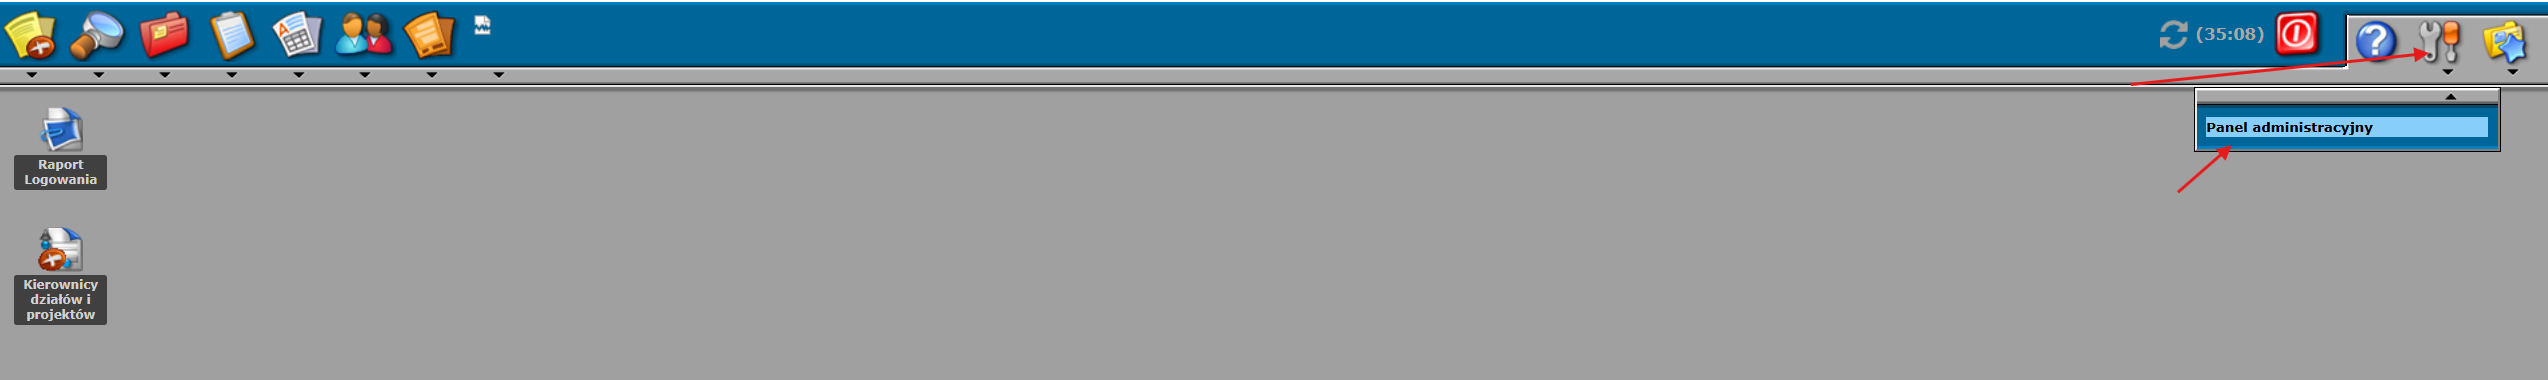 (35:08)
Panel administracyjny
Raport
Logowania
Kierownicy
działów i
projektów